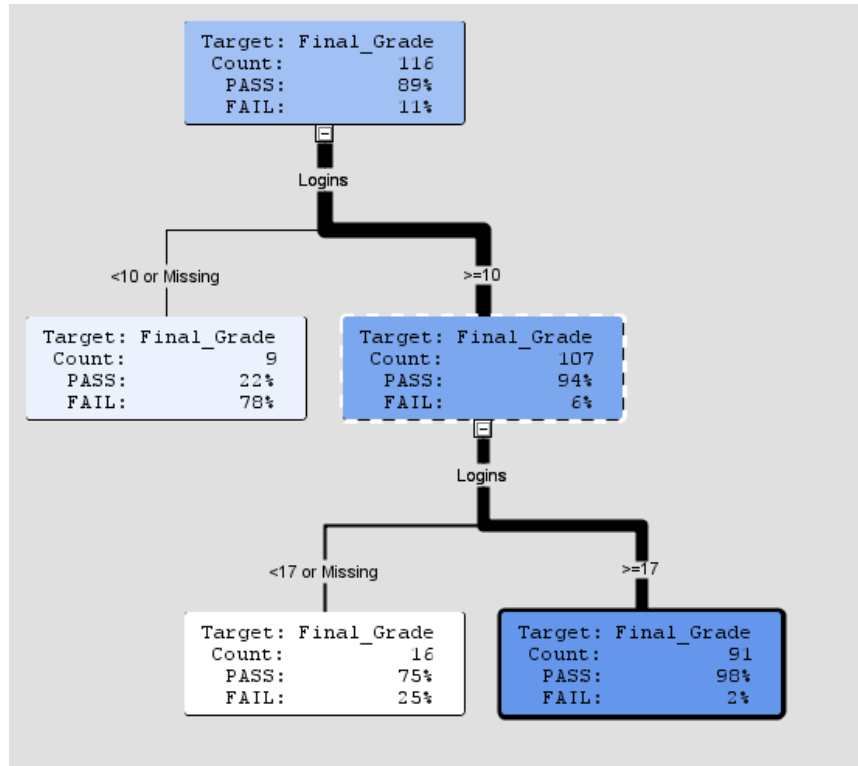 Target: Final_Grade
Count: 116
PASS: 89%
FAIL: 11%
Logins
<10 or Missing
>=10
Target: Final_Grade
Count: 9
PASS: 22%
FAIL: 78%
Target: Final_Grade
Count: 107
PASS: 94%
FAIL: 6%
Logins
<17 or Missing
>=17
Target: Final_Grade
Count: 16
PASS: 75%
FAIL: 25%
Target: Final_Grade
Count: 91
PASS: 98%
FAIL: 2%